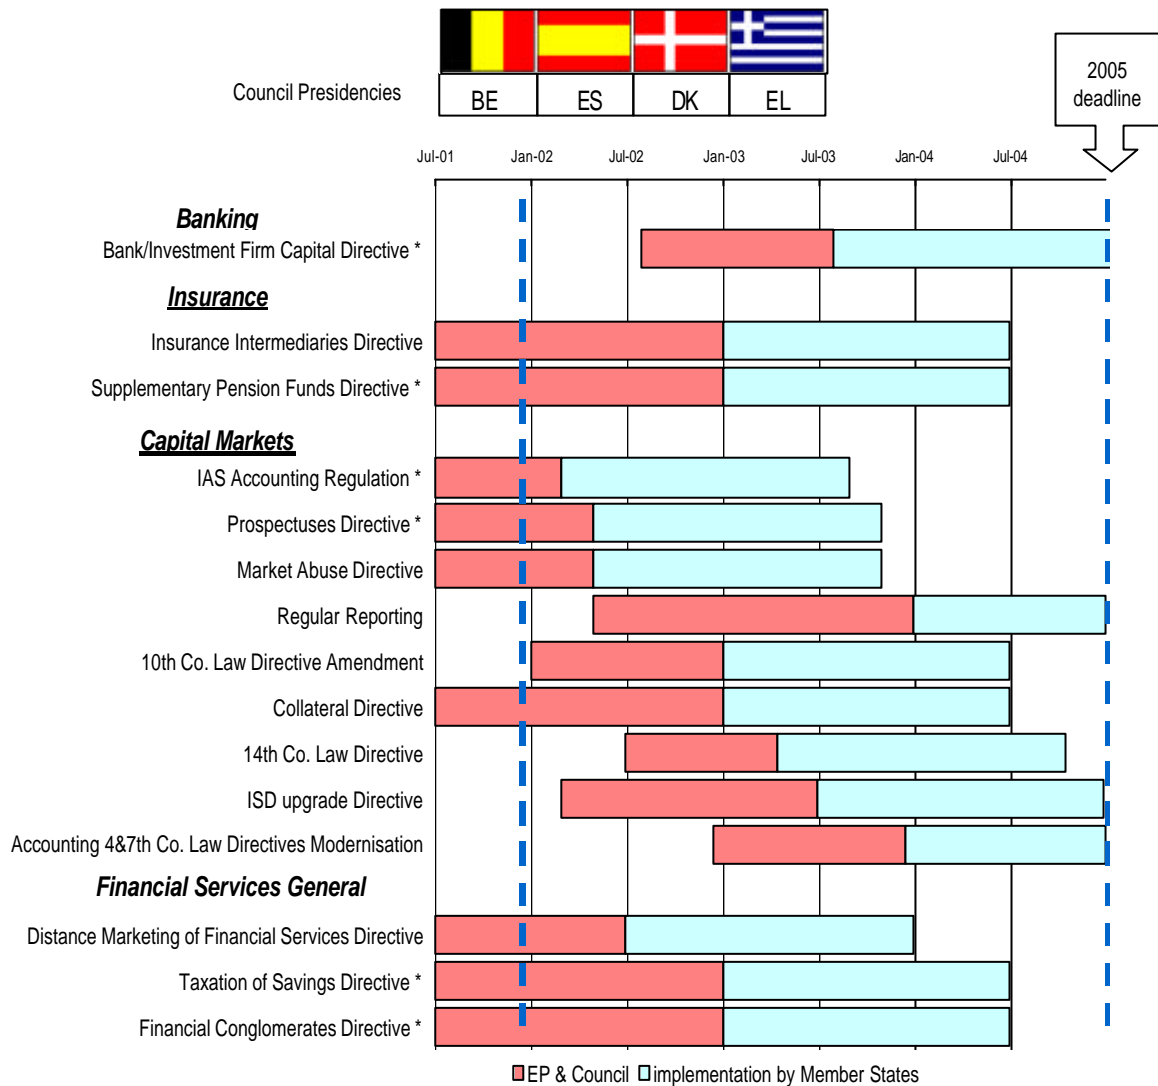 2005
deadline
Council Presidencies
BE ES DK EL
Jul-01 Jan-02 Jul-02 Jan-03 Jul-03 Jan-04 Jul-04
Banking
Bank/Investment Firm Capital Directive *
Insurance
Insurance Intermediaries Directive
Supplementary Pension Funds Directive *
Capital Markets
IAS Accounting Regulation *
Prospectuses Directive *
Market Abuse Directive
Regular Reporting
10th Co. Law Directive Amendment
Collateral Directive
14th Co. Law Directive
ISD upgrade Directive
Accounting 4&7th Co. Law Directives Modernisation
Financial Services General
Distance Marketing of Financial Services Directive
Taxation of Savings Directive *
Financial Conglomerates Directive *
EP & Council implementation by Member States